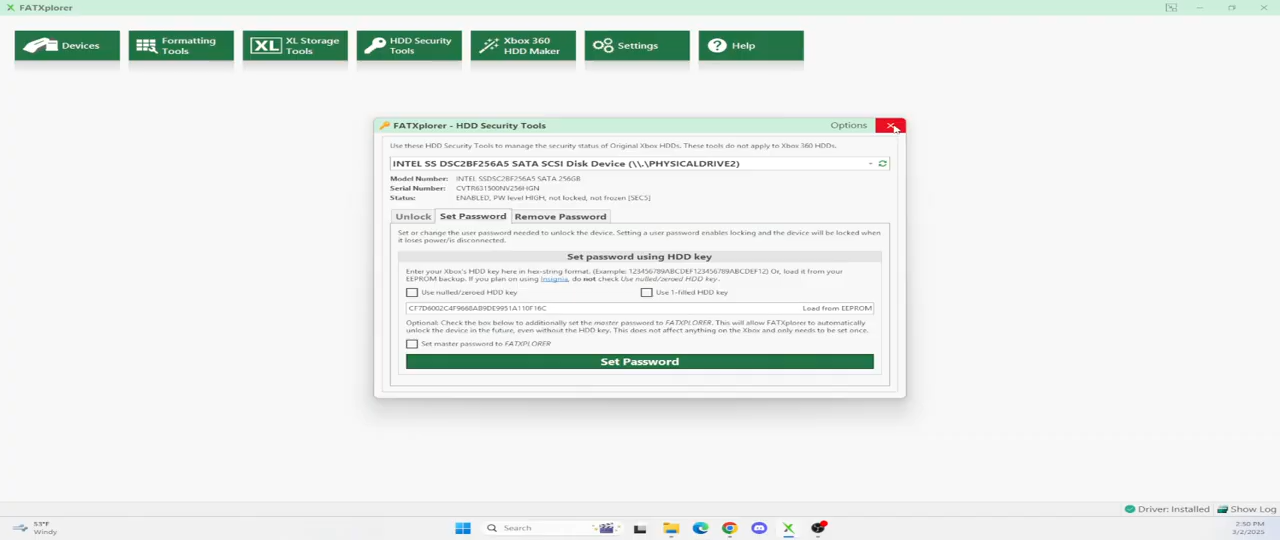 FATXplorer
Devices
Formatting
Tools
XL
XL Storage
Tools
HDD Security
Tools
Xbox 360
HDD Maker
Settings
? Help
FATXplorer - HDD Security Tools
Options
Use these HDD Security Tools to manage the security status of Original Xbox HDDs. These tools do not apply to Xbox 360 HDDs.
INTEL SS DSC2BF256A5 SATA SCSI Disk Device (\\.\PHYSICALDRIVE2)
Model Number: INTEL SSDSC2BF256A5 SATA 256GB
Serial Number: CVTR631500NV256HGN
Status: ENABLED, PW level HIGH, not locked, not frozen [SEC5]
Unlock Set Password Remove Password
Set or change the user password needed to unlock the device. Setting a user password enables locking and the device will be locked when
it loses power/is disconnected.
Set password using HDD key
Enter your Xbox's HDD key here in hex-string format. (Example: 123456789ABCDEF123456789ABCDEF12) Or, load it from your
EEPROM backup. If you plan on using Insignia, do not check Use nulled/zeroed HDD key.
Use nulled/zeroed HDD key
Use 1-filled HDD key
CF7D6002C4F9668AB9DE9951A110F16C
Load from EEPROM
Optional: Check the box below to additionally set the master password to FATXPLORER. This will allow FATXplorer to automatically
unlock the device in the future, even without the HDD key. This does not affect anything on the Xbox and only needs to be set once.
Set master password to FATXPLORER
Set Password
Driver: Installed
Show Log
53°F
Windy
Search
2:50 PM
3/2/2025